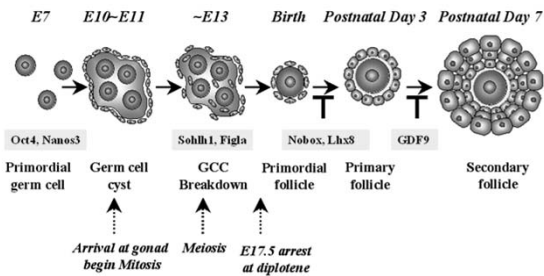 E7 E10~E11 ~E13 Birth Postnatal Day 3 Postnatal Day 7
Oct4, Nanos3 Sohlh1, Figla Nobox, Lhx8 GDF9
Primordial Germ cell GCC Primordial Primary Secondary
germ cell cyst Breakdown follicle follicle follicle
Arrival at gonad Meiosis E17.5 arrest
begin Mitosis at diplotene